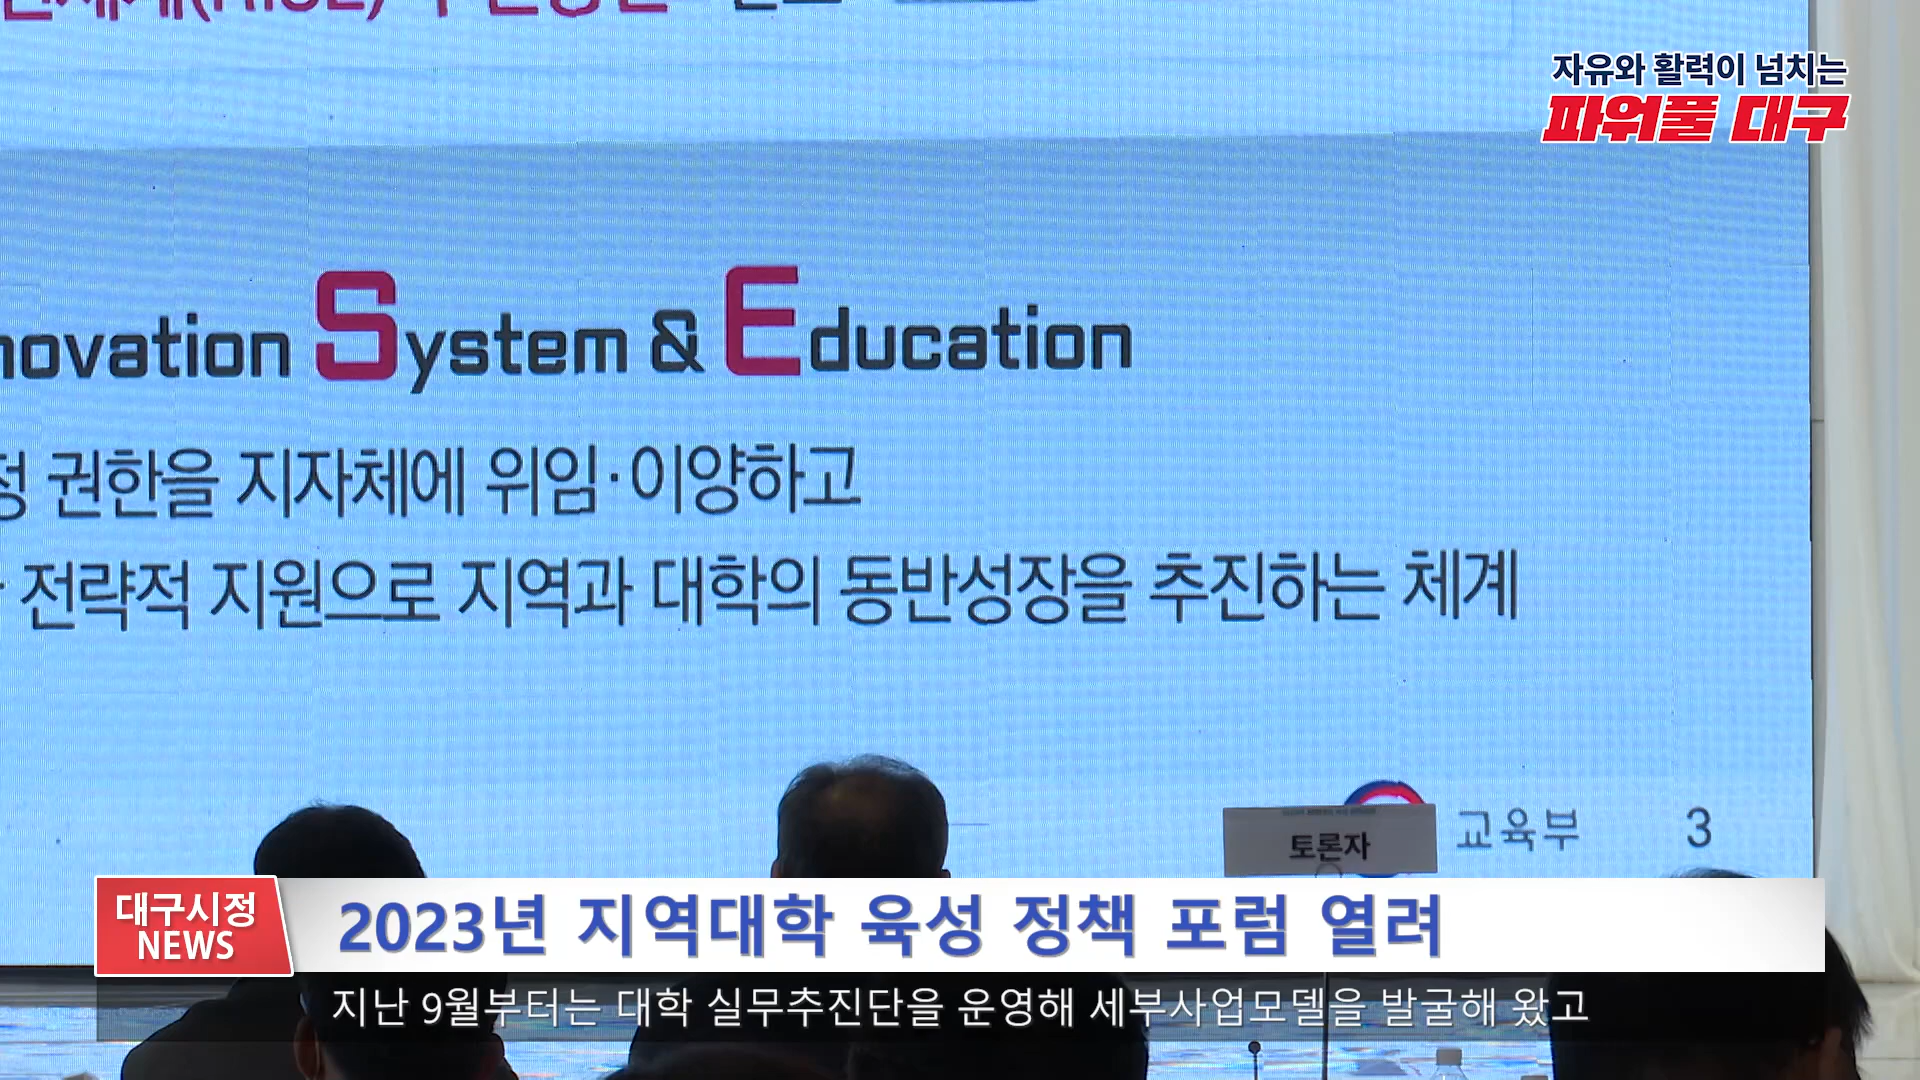 자유와 활력이 넘치는
파워풀 대구
novation System & Education
권한을 지자체에 위임·이양하고
전략적 지원으로 지역과 대학의 동반성장을 추진하는 체계
토론자
교육부 3
대구시정
NEWS
2023년 지역대학 육성 정책 포럼 열려
지난 9월부터는 대학 실무추진단을 운영해 세부사업모델을 발굴해 왔고